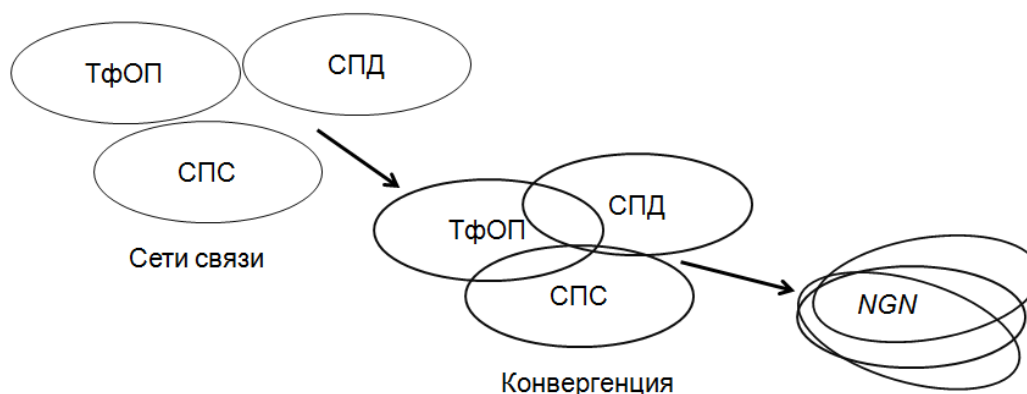 ТфОП
СПД
СПС
Сети связи
ТфОП
СПД
СПС
Конвергенция
NGN